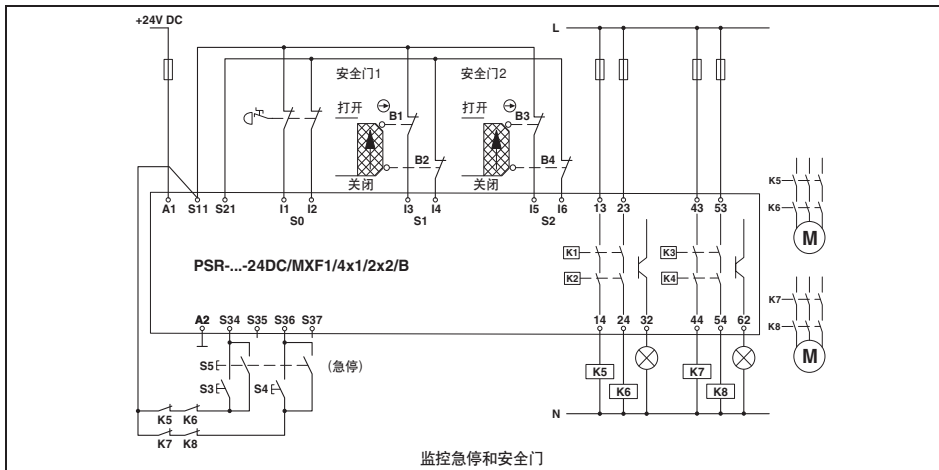 +24V DC
L
安全门1
安全门2
打开
B1
打开
B3
B2
B4
关闭
关闭
K5
K6
A1 S11 S21 I1 I2 I3 I4 I5 I6 13 23 43 53
S0 S1 S2
M
K1 K3
PSR-...-24DC/MXF1/4x1/2x2/B
K2 K4
K7
A2 S34 S35 S36 S37 14 24 32 44 54 62
K8
M
S5 (急停)
K5 K7
S3 S4
K6 K8
N
K5 K6
K7 K8
监控急停和安全门